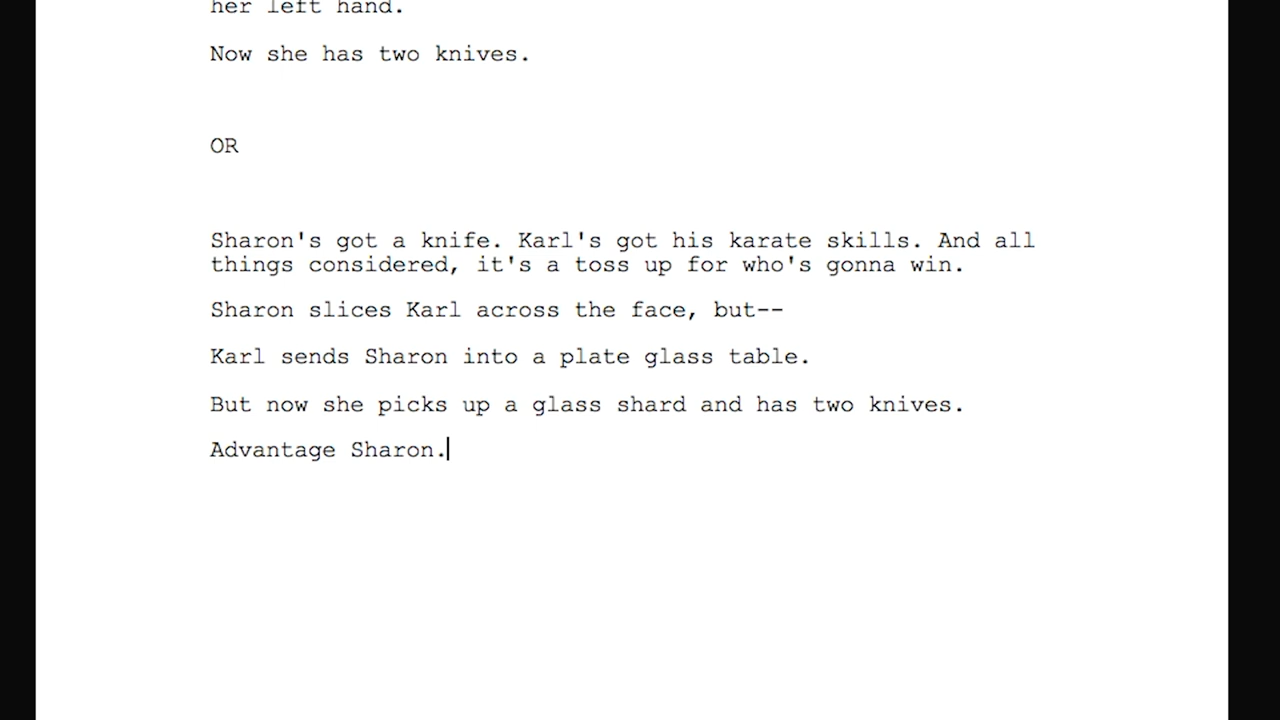 her left hand.
Now she has two knives.
OR
Sharon's got a knife. Karl's got his karate skills. And all
things considered, it's a toss up for who's gonna win.
Sharon slices Karl across the face, but--
Karl sends Sharon into a plate glass table.
But now she picks up a glass shard and has two knives.
Advantage Sharon.